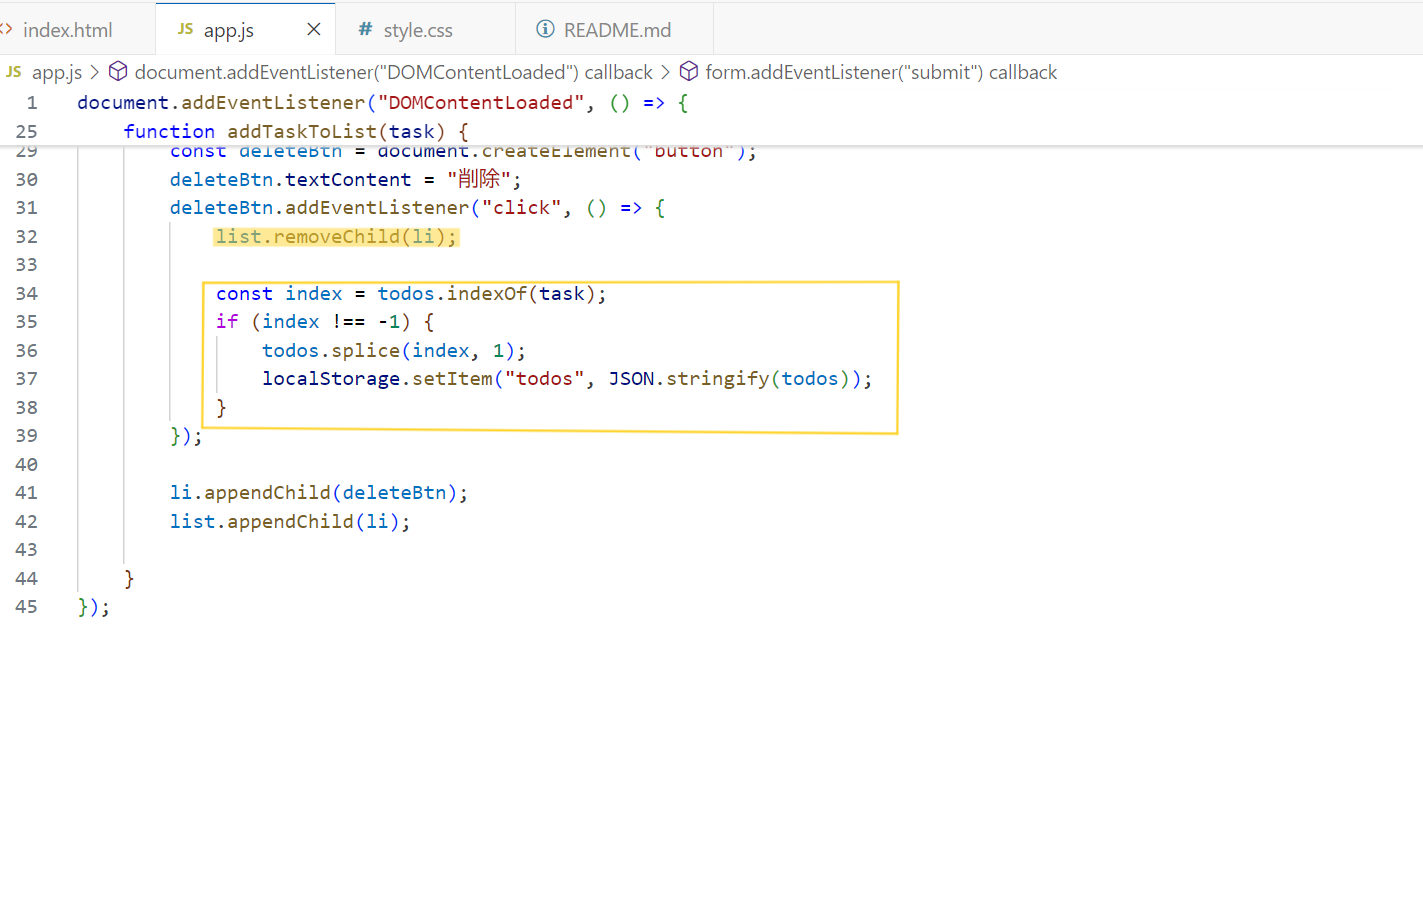 <> index.html
JS app.js
# style.css
README.md
JS app.js > document.addEventListener("DOMContentLoaded") callback > form.addEventListener("submit") callback
1 document.addEventListener("DOMContentLoaded", () => {
25 function addTaskToList(task) {
29 const deleteBtn = document.createElement("button");
30 deleteBtn.textContent = "削除";
31 deleteBtn.addEventListener("click", () => {
32 list.removeChild(li);
33
34 const index = todos.indexOf(task);
35 if (index !== -1) {
36 todos.splice(index, 1);
37 localStorage.setItem("todos", JSON.stringify(todos));
38 }
39 });
40
41 li.appendChild(deleteBtn);
42 list.appendChild(li);
43
44 }
45 });